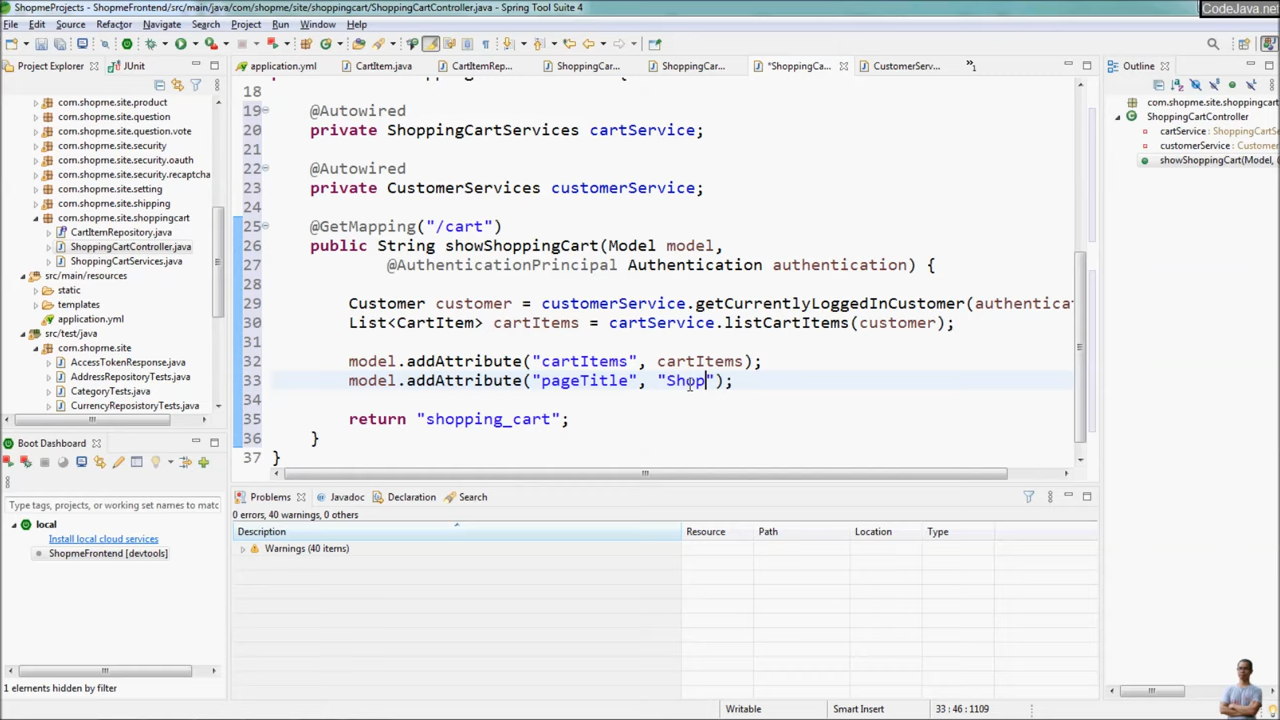 ShopmeProjects - ShopmeFrontend/src/main/java/com/shopme/site/shoppingcart/ShoppingCartController.java - Spring Tool Suite 4
CodeJava.net
File Edit Source Refactor Navigate Search Project Run Window Help
Project Explorer JUnit
application.yml CartItem.java CartItemRep... ShoppingCar... ShoppingCar... *ShoppingCa... CustomerServ... »1
Outline
com.shopme.site.product
com.shopme.site.question
com.shopme.site.question.vote
com.shopme.site.security
com.shopme.site.security.oauth
com.shopme.site.security.recaptcha
com.shopme.site.setting
com.shopme.site.shipping
com.shopme.site.shoppingcart
CartItemRepository.java
ShoppingCartController.java
ShoppingCartServices.java
src/main/resources
static
templates
application.yml
src/test/java
com.shopme.site
AccessTokenResponse.java
AddressRepositoryTests.java
CategoryTests.java
CurrencyReposistoryTests.java
18
19 @Autowired
20 private ShoppingCartServices cartService;
21
22 @Autowired
23 private CustomerServices customerService;
24
25 @GetMapping("/cart")
26 public String showShoppingCart(Model model,
27 @AuthenticationPrincipal Authentication authentication) {
28
29 Customer customer = customerService.getCurrentlyLoggedInCustomer(authenticat
30 List<CartItem> cartItems = cartService.listCartItems(customer);
31
32 model.addAttribute("cartItems", cartItems);
33 model.addAttribute("pageTitle", "Shop");
34
35 return "shopping_cart";
36 }
37 }
com.shopme.site.shoppingcart
ShoppingCartController
cartService : ShoppingCartS
customerService : Customer
showShoppingCart(Model,
Boot Dashboard
Type tags, projects, or working set names to matc
local
Install local cloud services
ShopmeFrontend [devtools]
1 elements hidden by filter
Problems Javadoc Declaration Search
0 errors, 40 warnings, 0 others
Description Resource Path Location Type
Warnings (40 items)
Writable Smart Insert 33 : 46 : 1109